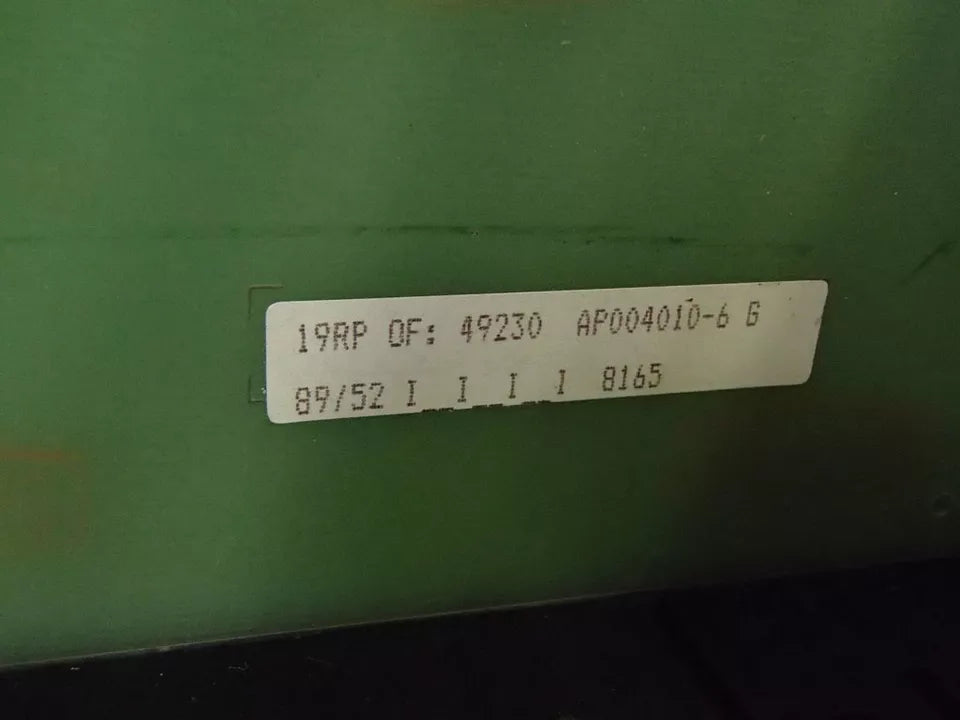 19RP OF: 49230 AP004010-6 G
89/52 I I I I 8165